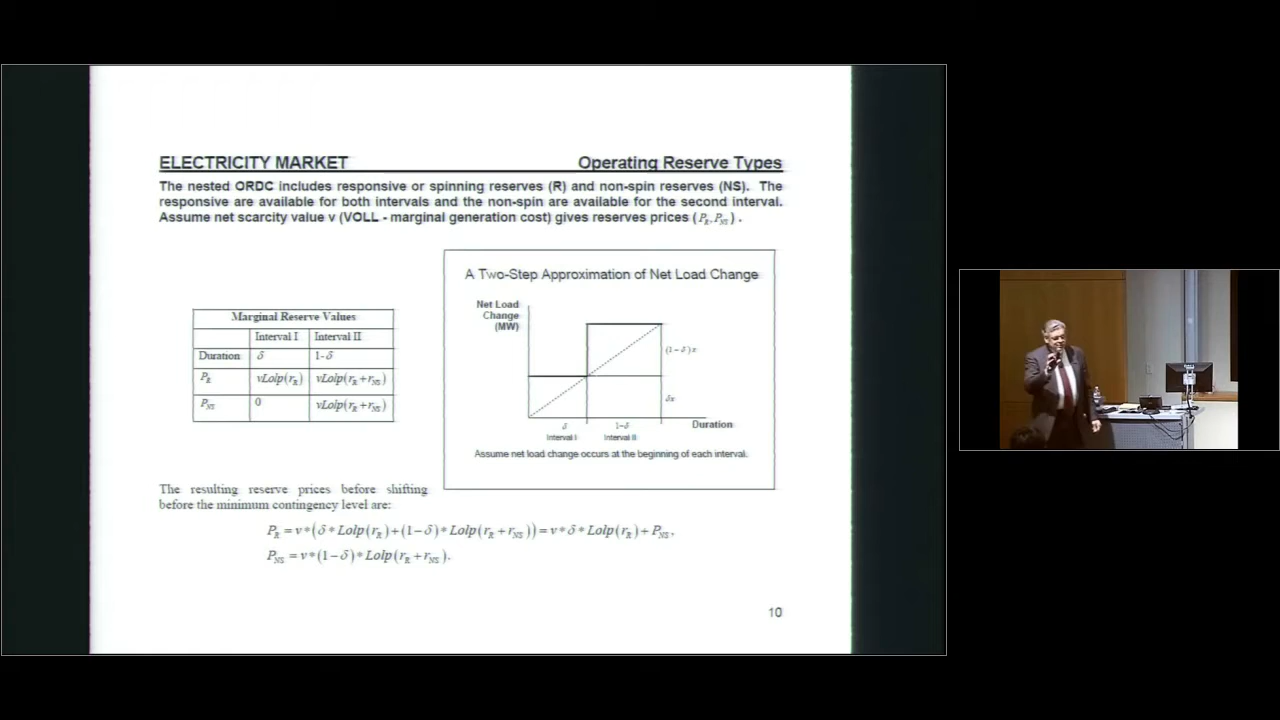 ELECTRICITY MARKET Operating Reserve Types
The nested ORDC includes responsive or spinning reserves (R) and non-spin reserves (NS). The
responsive are available for both intervals and the non-spin are available for the second interval.
Assume net scarcity value v (VOLL - marginal generation cost) gives reserves prices (P_R, P_NS).
Marginal Reserve Values
Interval I Interval II
Duration δ 1-δ
P_R vLolp(r_R) vLolp(r_R+r_NS)
P_NS 0 vLolp(r_R+r_NS)
A Two-Step Approximation of Net Load Change
Net Load
Change
(MW)
(1-δ)x
δx
δ 1-δ Duration
Interval I Interval II
Assume net load change occurs at the beginning of each interval.
The resulting reserve prices before shifting
before the minimum contingency level are:
P_R = v*(δ*Lolp(r_R)+(1-δ)*Lolp(r_R+r_NS)) = v*δ*Lolp(r_R)+P_NS,
P_NS = v*(1-δ)*Lolp(r_R+r_NS).
10